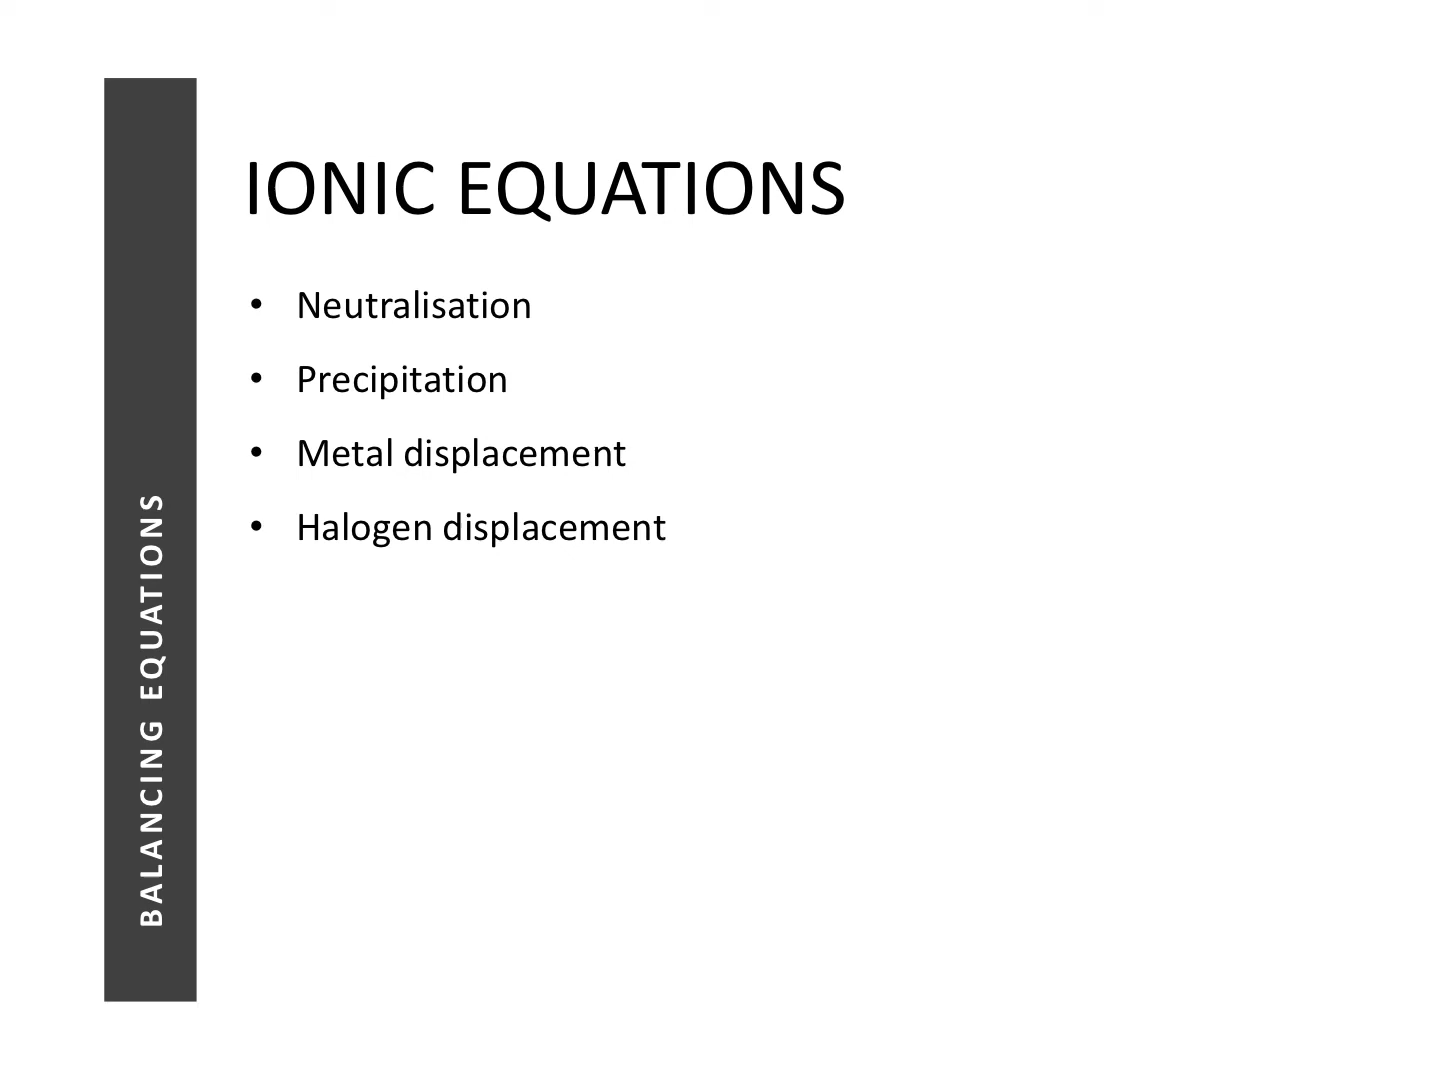 BALANCING EQUATIONS
IONIC EQUATIONS
• Neutralisation
• Precipitation
• Metal displacement
• Halogen displacement